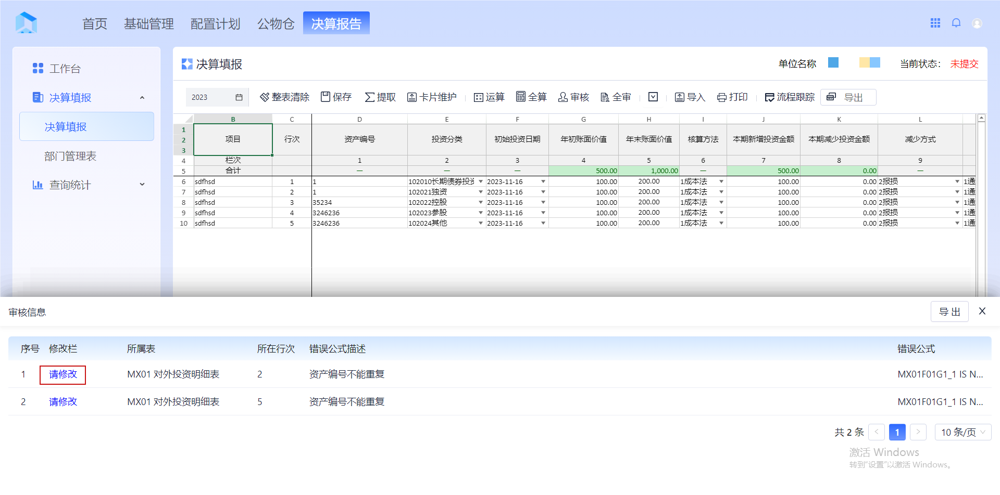 首页 基础管理 配置计划 公物仓 决算报告
工作台
决算填报
决算填报
部门管理表
查询统计
决算填报
单位名称 当前状态： 未提交
2023 整表清除 保存 提取 卡片维护 运算 全算 审核 全审 导入 打印 流程跟踪 导出
B C D E F G H I J K L
1
2
3
项目 行次 资产编号 投资分类 初始投资日期 年初账面价值 年末账面价值 核算方法 本期新增投资金额 本期减少投资金额 减少方式
4 栏次 1 2 3 4 5 6 7 8 9
5 合计 — — — 500.00 1,000.00 — 500.00 0.00 —
6 sdfhsd 1 1 102010长期债券投资 2023-11-16 100.00 200.00 1成本法 100.00 0.00 2报损 1通
7 sdfhsd 2 1 102021独资 2023-11-16 100.00 200.00 1成本法 100.00 0.00 2报损 1通
8 sdfhsd 3 35234 102022控股 2023-11-16 100.00 200.00 1成本法 100.00 0.00 2报损 1通
9 sdfhsd 4 3246236 102023参股 2023-11-16 100.00 200.00 1成本法 100.00 0.00 2报损 1通
10 sdfhsd 5 3246236 102024其他 2023-11-16 100.00 200.00 1成本法 100.00 0.00 2报损 1通
审核信息 导 出 X
序号 修改栏 所属表 所在行次 错误公式描述 错误公式
1 请修改 MX01 对外投资明细表 2 资产编号不能重复 MX01F01G1_1 IS N...
2 请修改 MX01 对外投资明细表 5 资产编号不能重复 MX01F01G1_1 IS N...
共 2 条 < 1 > 10 条/页
激活 Windows
转到"设置"以激活 Windows。